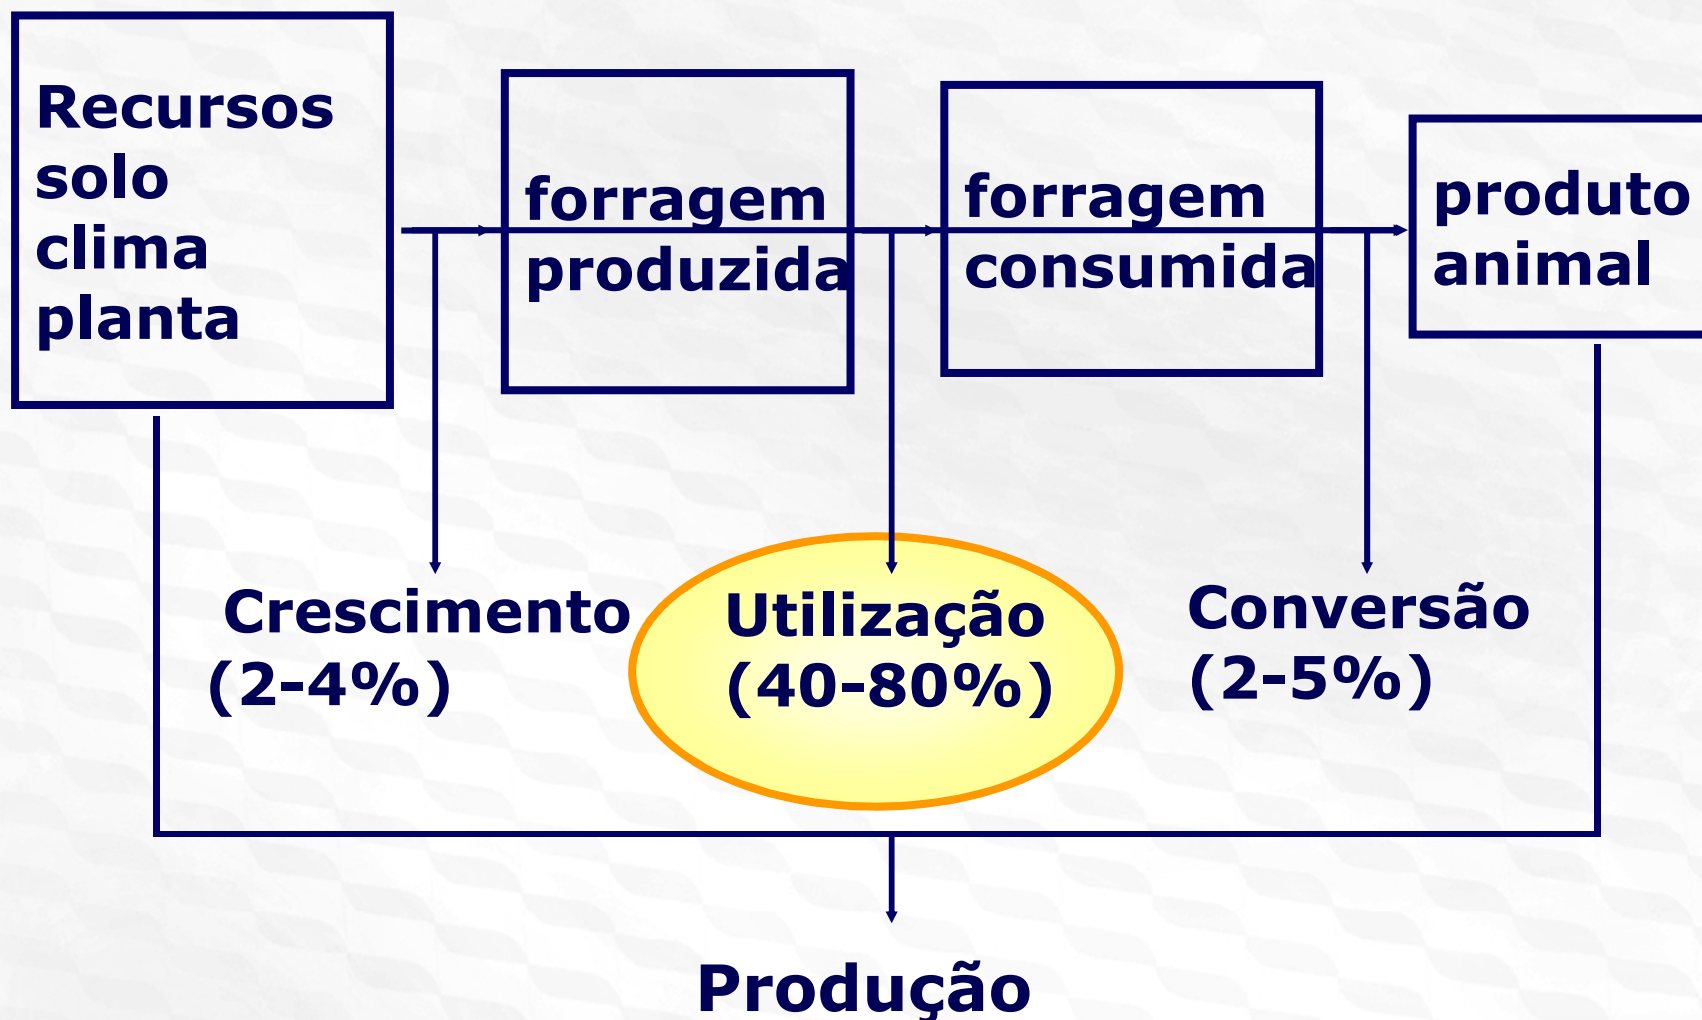 Recursos
solo
clima
planta
forragem
produzida
forragem
consumida
produto
animal
Crescimento
(2-4%)
Utilização
(40-80%)
Conversão
(2-5%)
Produção